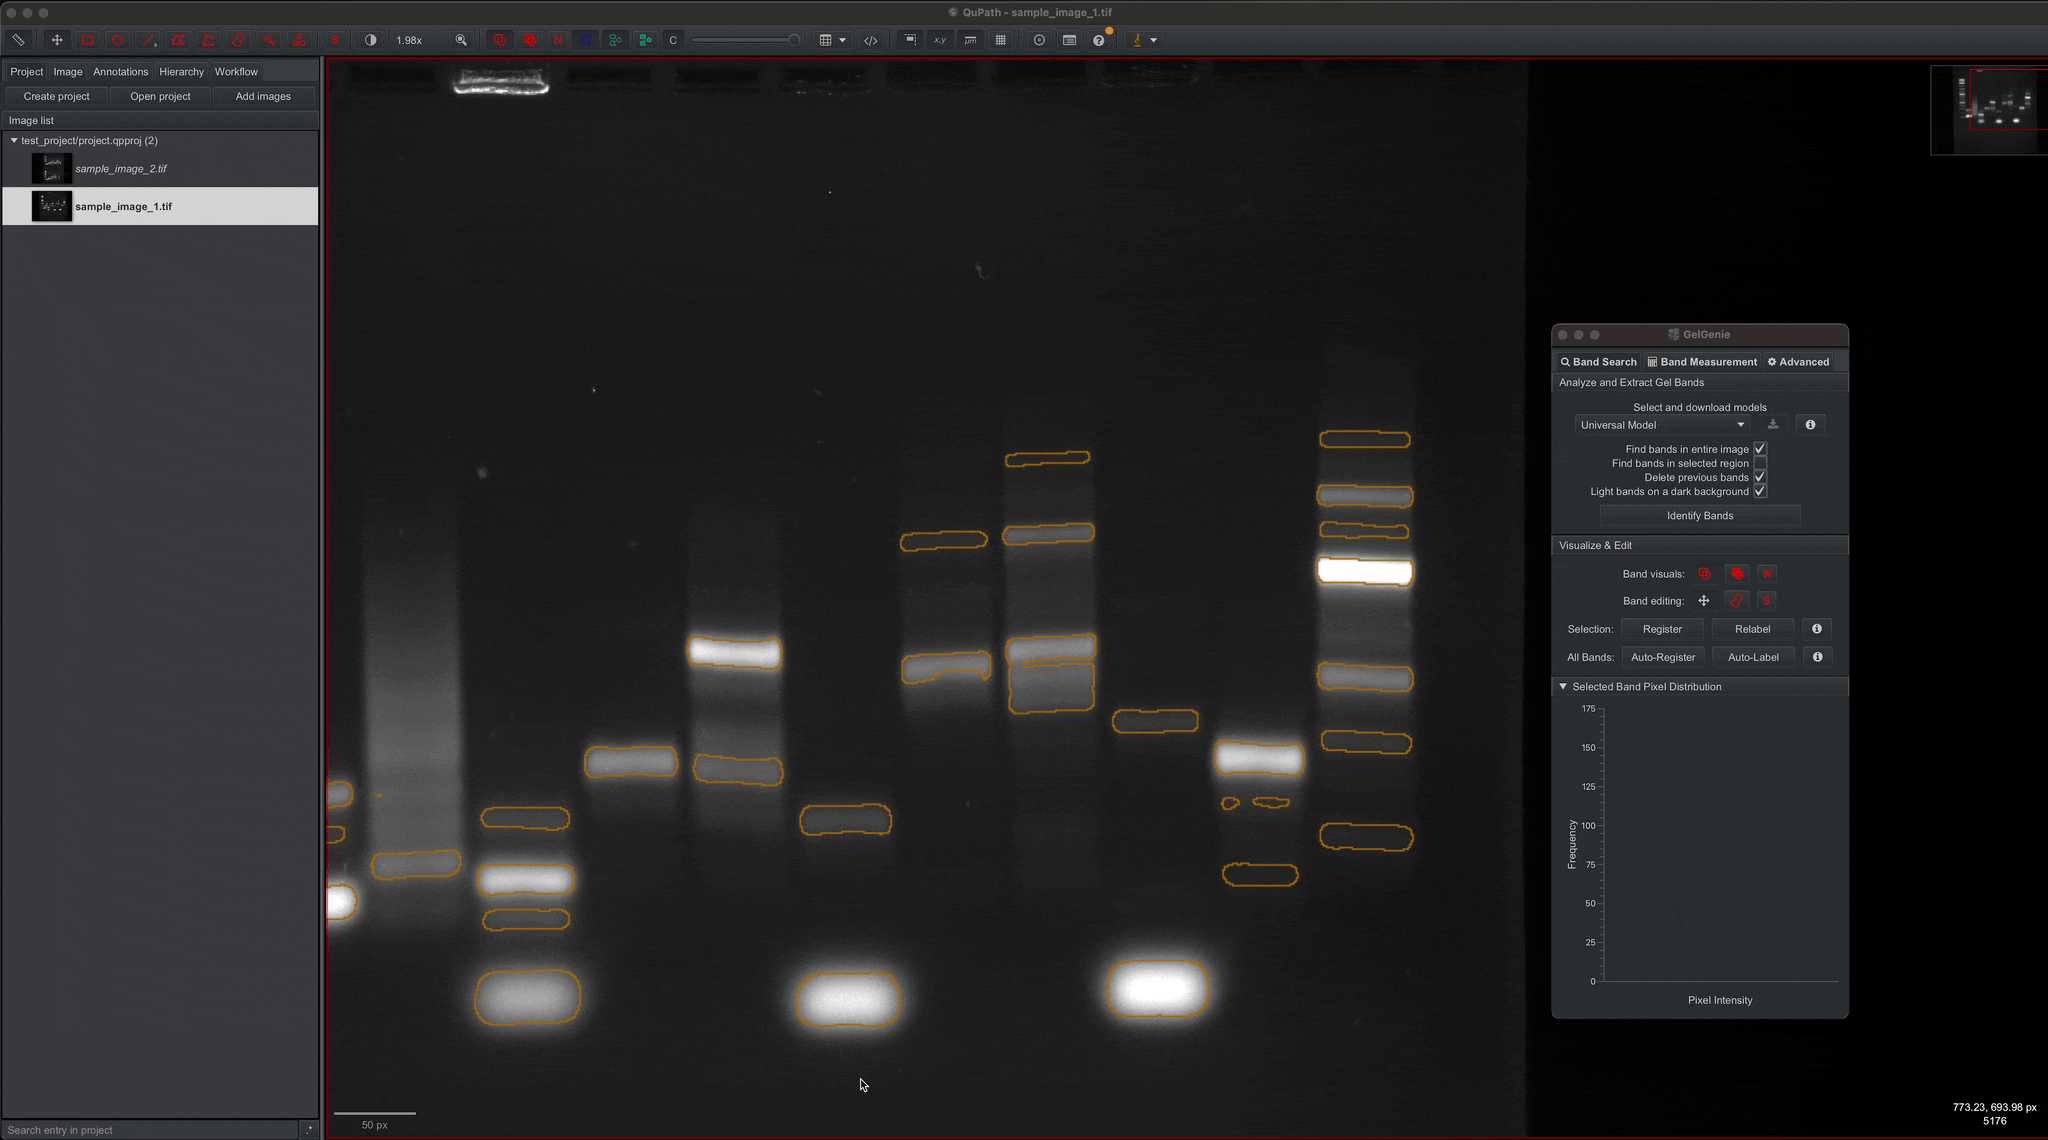 QuPath - sample_image_1.tif
S 1.98x N C x,y
Project Image Annotations Hierarchy Workflow
Create project Open project Add images
Image list
test_project/project.qpproj (2)
sample_image_2.tif
sample_image_1.tif
Search entry in project
50 px
GelGenie
Band Search Band Measurement Advanced
Analyze and Extract Gel Bands
Select and download models
Universal Model
Find bands in entire image
Find bands in selected region
Delete previous bands
Light bands on a dark background
Identify Bands
Visualize & Edit
Band visuals: N
Band editing: S
Selection: Register Relabel
All Bands: Auto-Register Auto-Label
Selected Band Pixel Distribution
175
150
125
100
75
50
25
0
Frequency
Pixel Intensity
773.23, 693.98 px
5176